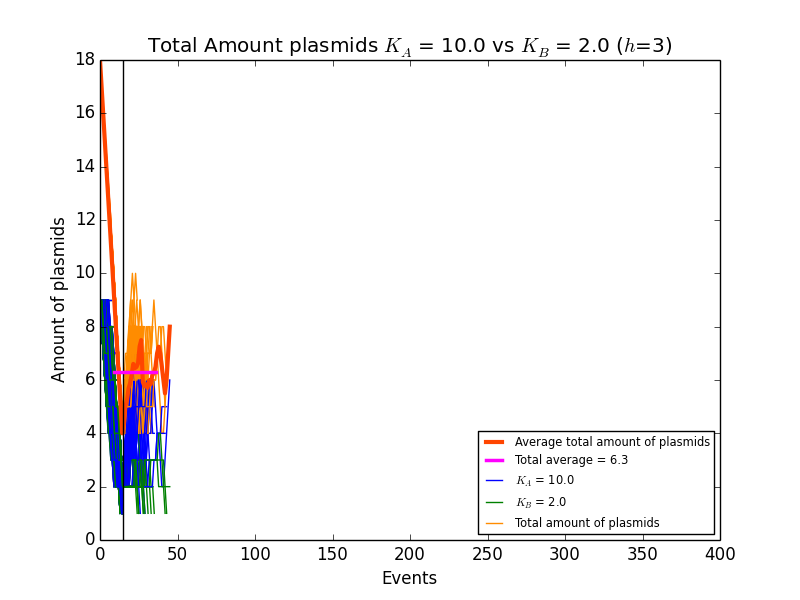 Total Amount plasmids K_A = 10.0 vs K_B = 2.0 (h=3)
18
16
14
12
10
8
6
4
2
0
Amount of plasmids
Average total amount of plasmids
Total average = 6.3
K_A = 10.0
K_B = 2.0
Total amount of plasmids
0 50 100 150 200 250 300 350 400
Events